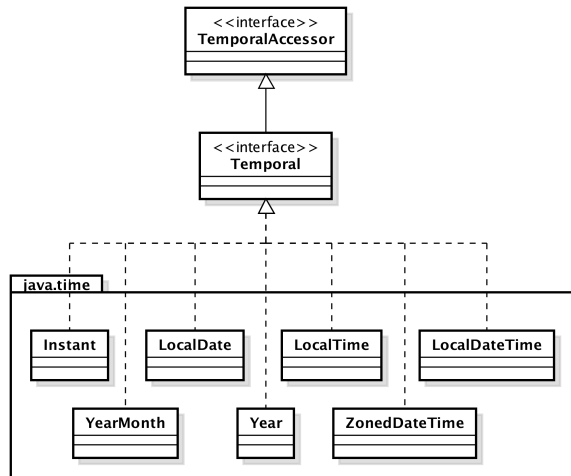 <<interface>>
TemporalAccessor
<<interface>>
Temporal
java.time
Instant
LocalDate
LocalTime
LocalDateTime
YearMonth
Year
ZonedDateTime